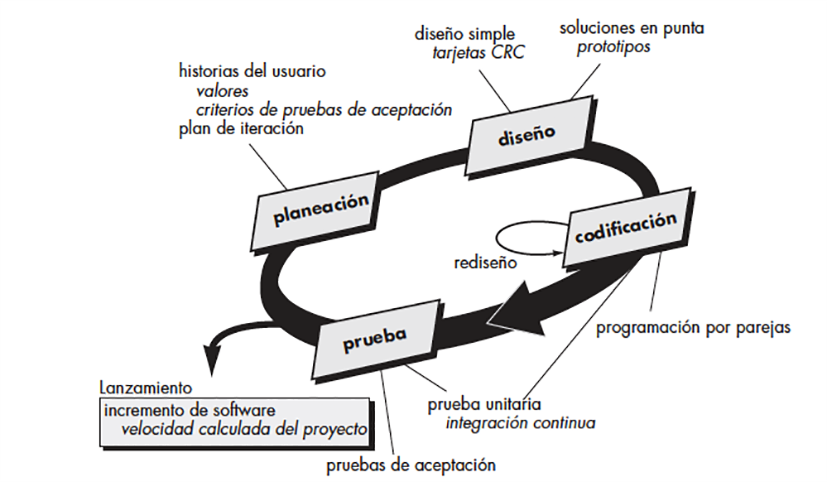 diseño simple
tarjetas CRC
soluciones en punta
prototipos
historias del usuario
valores
criterios de pruebas de aceptación
plan de iteración
diseño
planeación
codificación
rediseño
programación por parejas
prueba
Lanzamiento
incremento de software
velocidad calculada del proyecto
prueba unitaria
integración continua
pruebas de aceptación